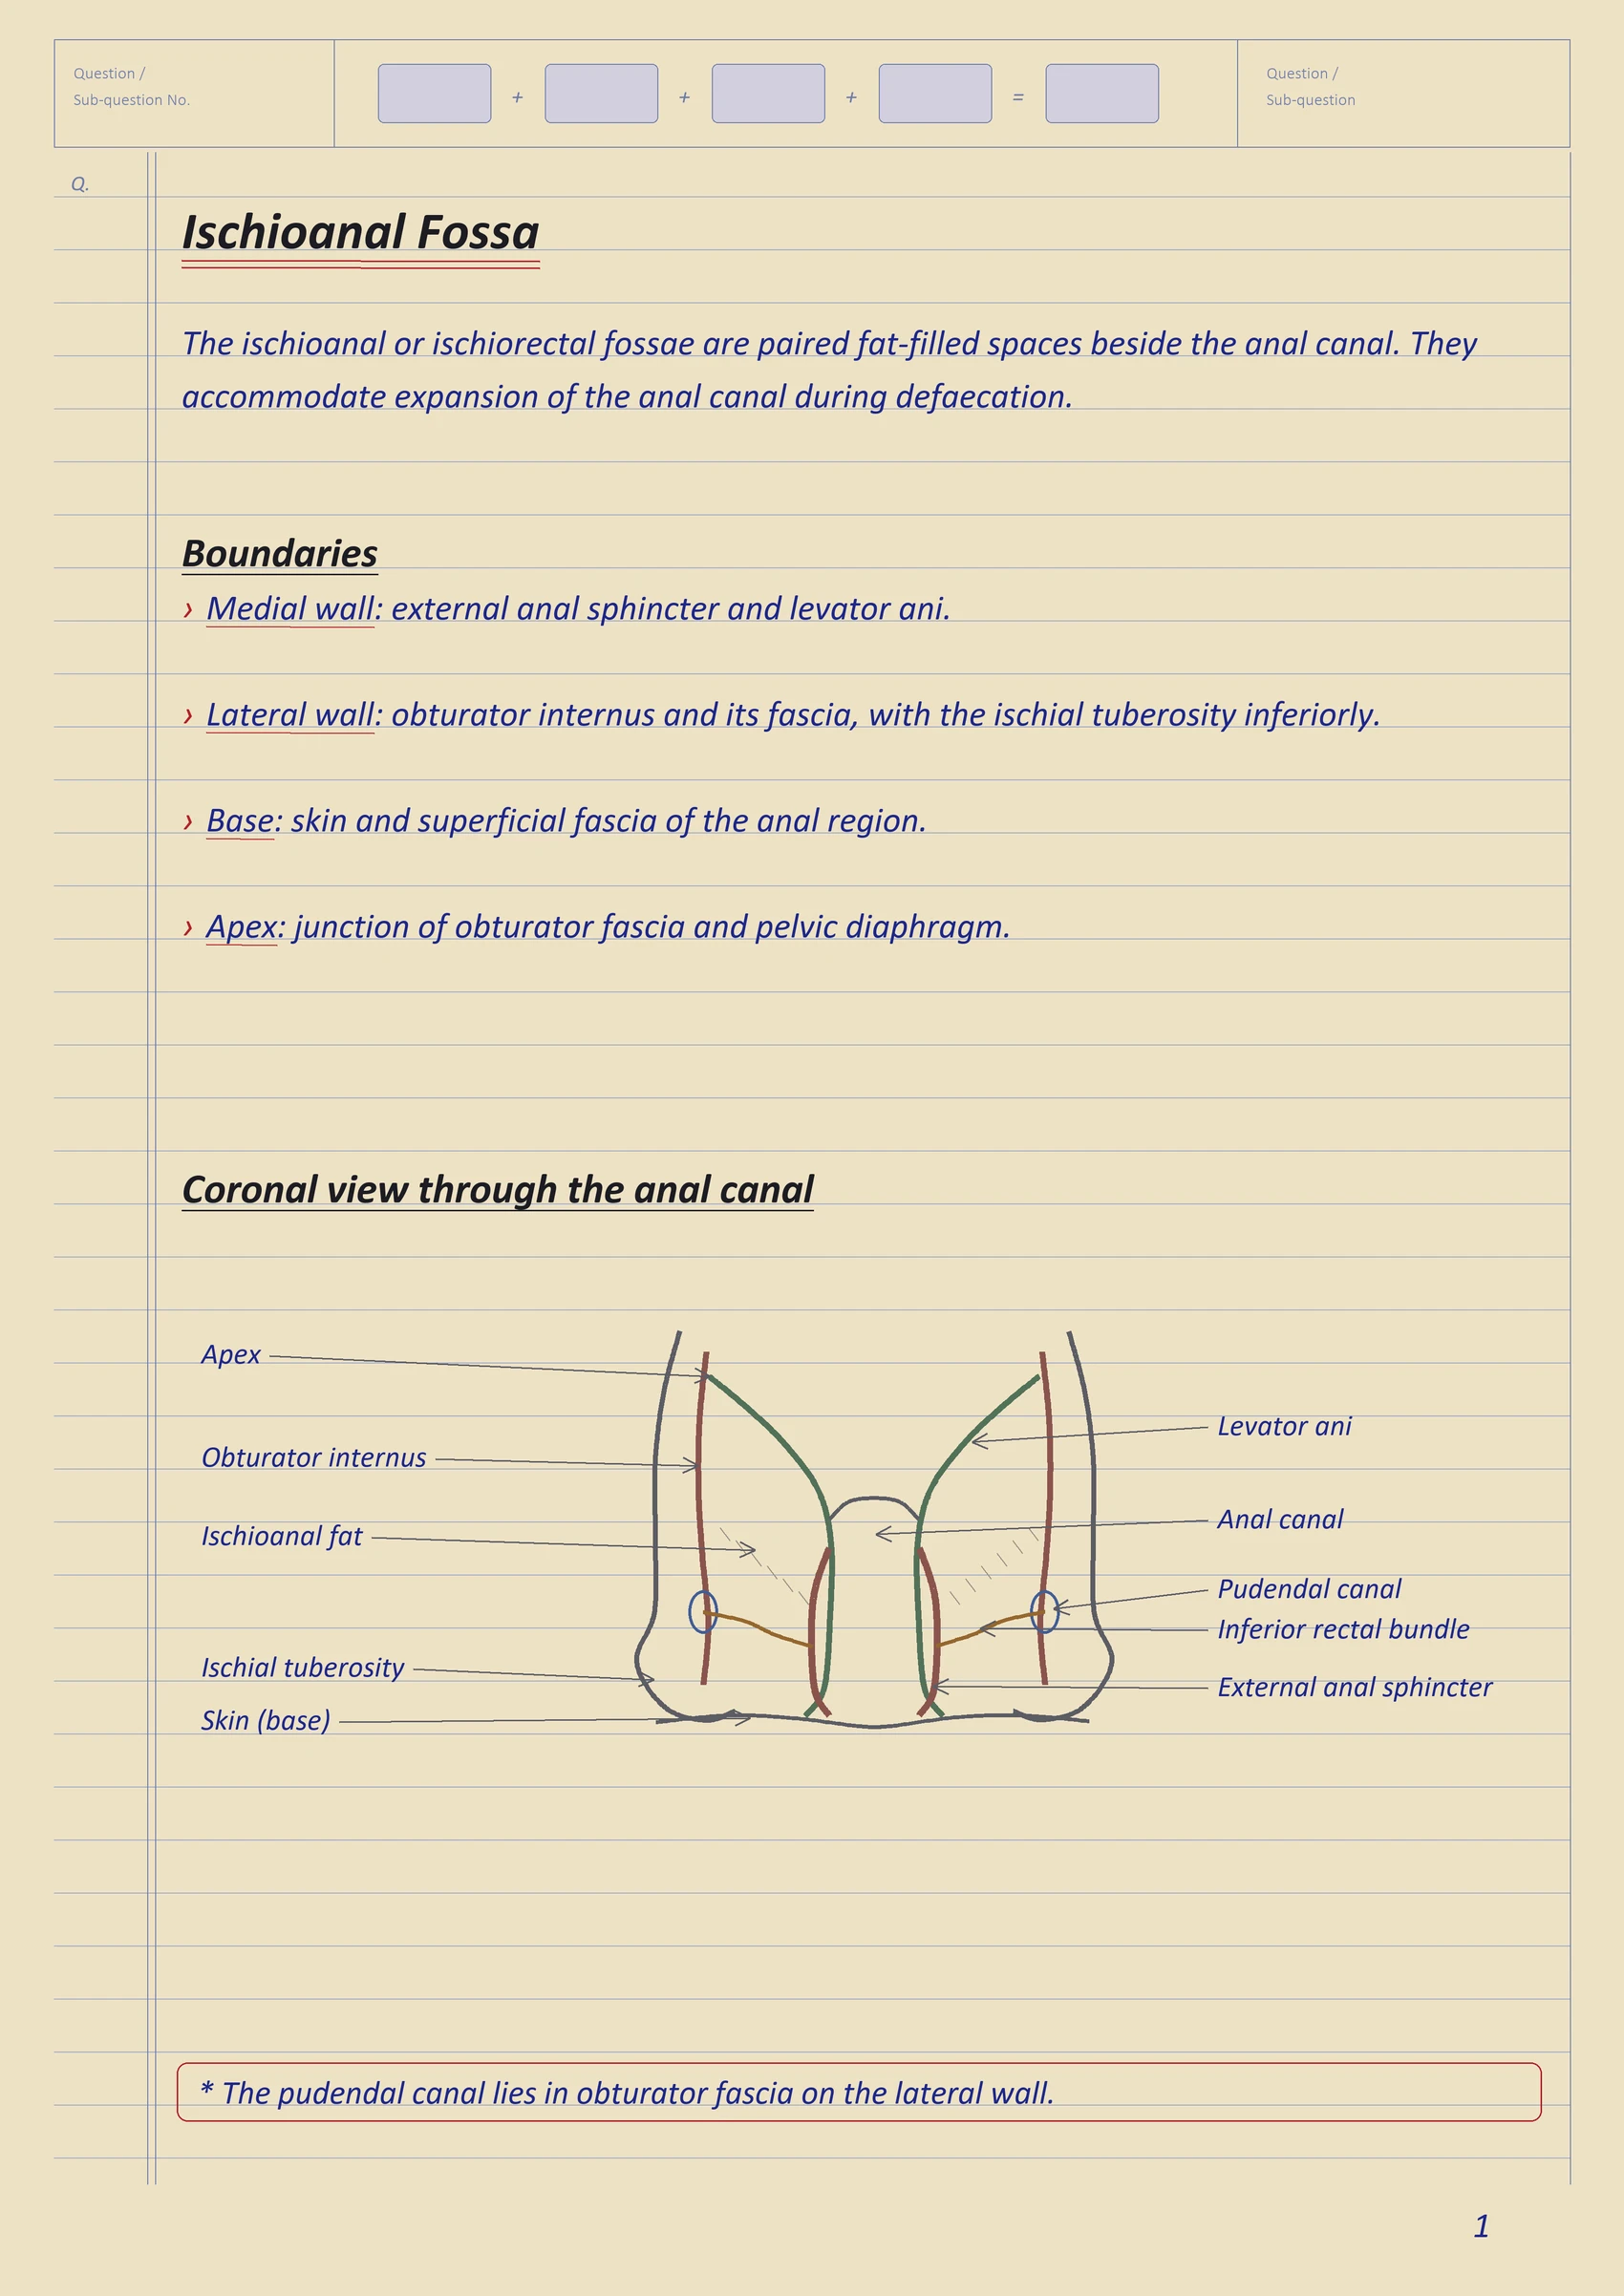 Question /
Sub-question No.
+ + + + =
Question /
Sub-question
Q.
Ischioanal Fossa
The ischioanal or ischiorectal fossae are paired fat-filled spaces beside the anal canal. They
accommodate expansion of the anal canal during defaecation.
Boundaries
› Medial wall: external anal sphincter and levator ani.
› Lateral wall: obturator internus and its fascia, with the ischial tuberosity inferiorly.
› Base: skin and superficial fascia of the anal region.
› Apex: junction of obturator fascia and pelvic diaphragm.
Coronal view through the anal canal
Apex
Obturator internus
Ischioanal fat
Ischial tuberosity
Skin (base)
Levator ani
Anal canal
Pudendal canal
Inferior rectal bundle
External anal sphincter
* The pudendal canal lies in obturator fascia on the lateral wall.
1